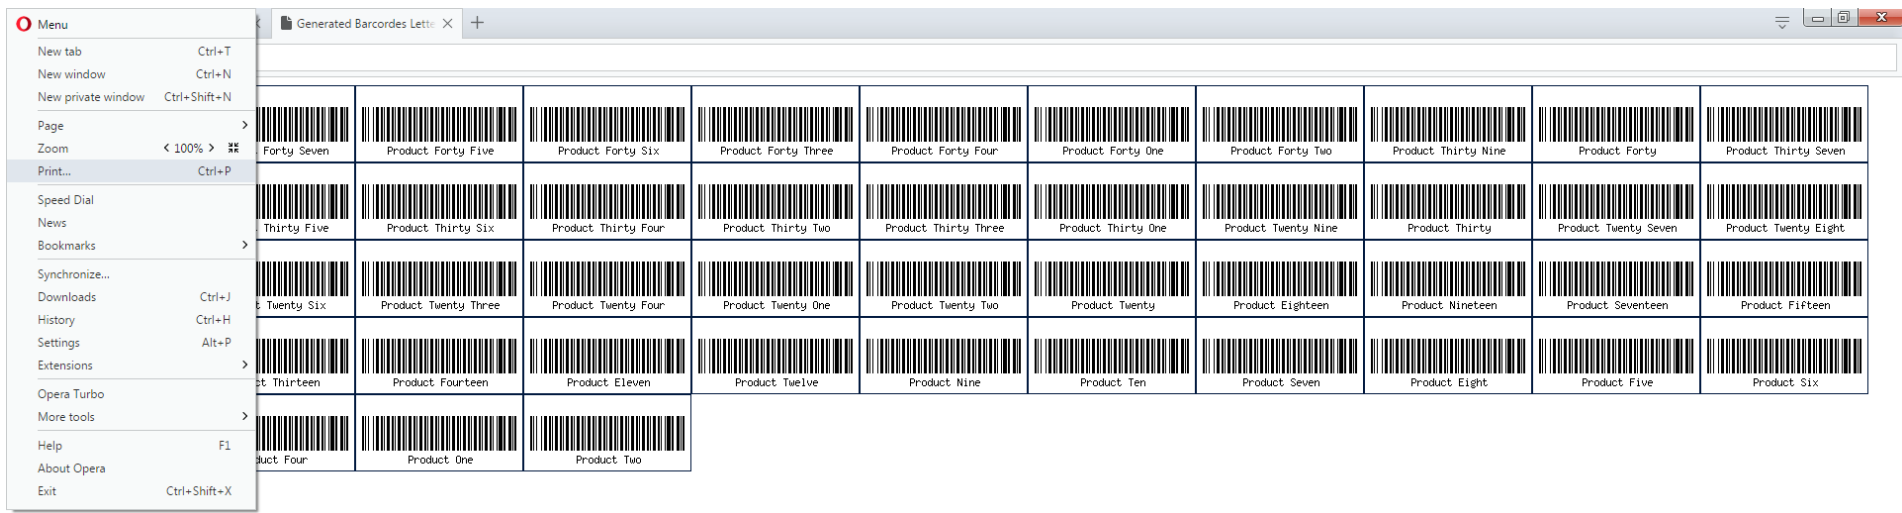 Menu
Generated Barcordes Lette
New tab Ctrl+T
New window Ctrl+N
New private window Ctrl+Shift+N
Page
Zoom 100%
Print... Ctrl+P
Speed Dial
News
Bookmarks
Synchronize...
Downloads Ctrl+J
History Ctrl+H
Settings Alt+P
Extensions
Opera Turbo
More tools
Help F1
About Opera
Exit Ctrl+Shift+X
Forty Seven Product Forty Five Product Forty Six Product Forty Three Product Forty Four Product Forty One Product Forty Two Product Thirty Nine Product Forty Product Thirty Seven
Thirty Five Product Thirty Six Product Thirty Four Product Thirty Two Product Thirty Three Product Thirty One Product Twenty Nine Product Thirty Product Twenty Seven Product Twenty Eight
t Twenty Six Product Twenty Three Product Twenty Four Product Twenty One Product Twenty Two Product Twenty Product Eighteen Product Nineteen Product Seventeen Product Fifteen
ct Thirteen Product Fourteen Product Eleven Product Twelve Product Nine Product Ten Product Seven Product Eight Product Five Product Six
duct Four Product One Product Two